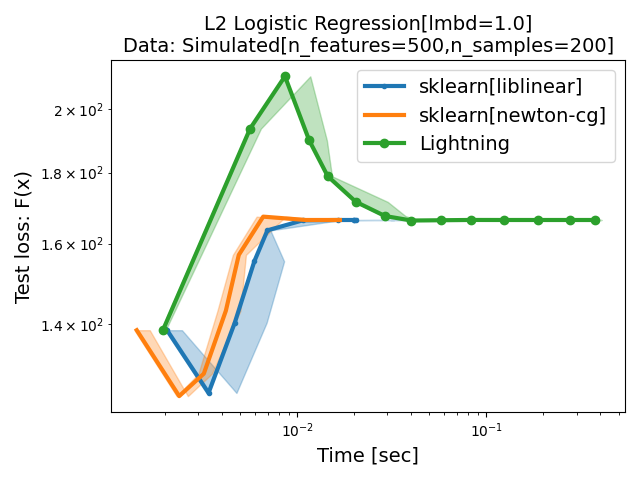 L2 Logistic Regression[lmbd=1.0]
Data: Simulated[n_features=500,n_samples=200]
sklearn[liblinear]
sklearn[newton-cg]
Lightning
Test loss: F(x)
2 × 10²
1.8 × 10²
1.6 × 10²
1.4 × 10²
10⁻²
10⁻¹
Time [sec]